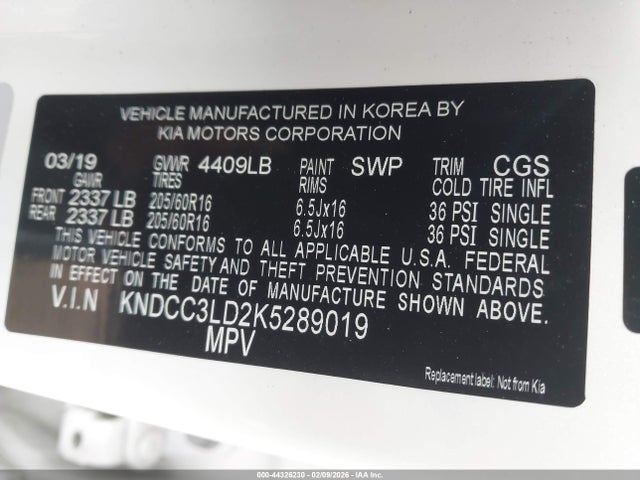 VEHICLE MANUFACTURED IN KOREA BY
KIA MOTORS CORPORATION
03/19 GVWR 4409LB PAINT SWP TRIM CGS
GAWR TIRES RIMS COLD TIRE INFL
FRONT 2337 LB 205/60R16 6.5Jx16 36 PSI SINGLE
REAR 2337 LB 205/60R16 6.5Jx16 36 PSI SINGLE
THIS VEHICLE CONFORMS TO ALL APPLICABLE U.S.A. FEDERAL
MOTOR VEHICLE SAFETY AND THEFT PREVENTION STANDARDS
IN EFFECT ON THE DATE OF MANUFACTURE SHOWN ABOVE.
V.I.N KNDCC3LD2K5289019
MPV
Replacement label: Not from Kia
000-44326230 - 02/09/2026 - IAAI Inc.